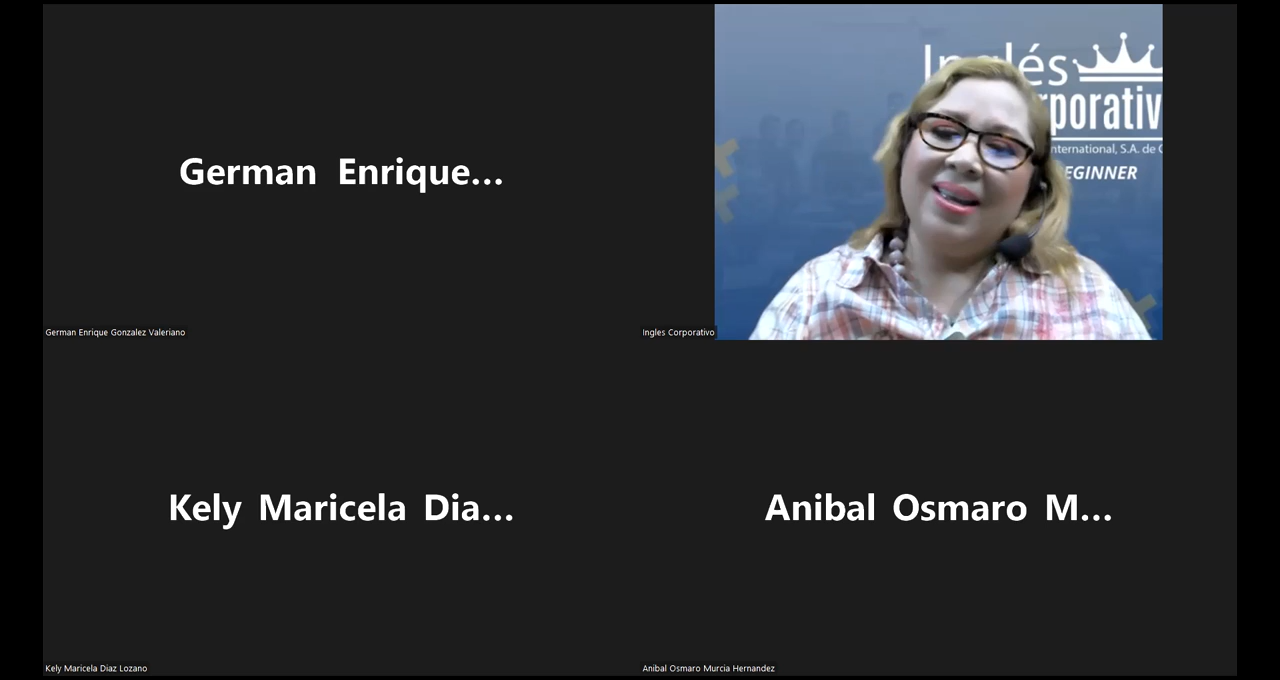 German Enrique...
German Enrique Gonzalez Valeriano
Inglés
porativ
nternational, S.A. de C
EGINNER
Ingles Corporativo
Kely Maricela Dia...
Kely Maricela Diaz Lozano
Anibal Osmaro M...
Anibal Osmaro Murcia Hernandez